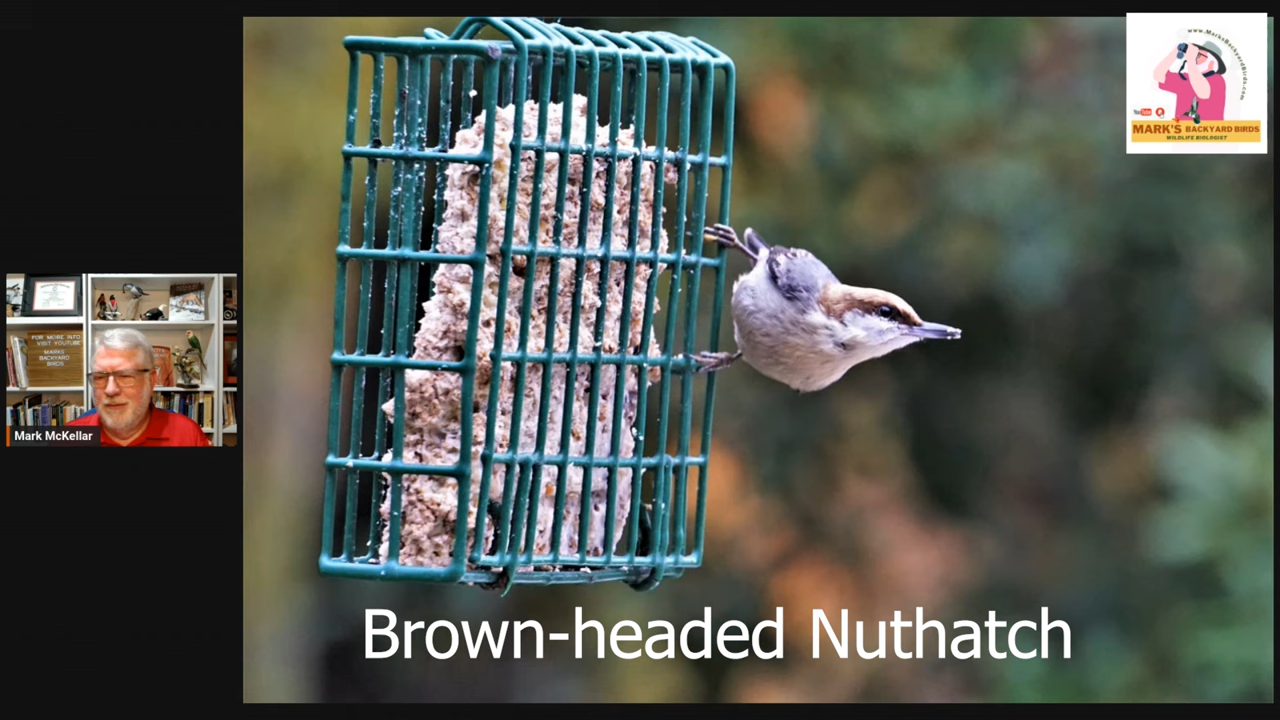 www.MarksBackyardBirds.com
YouTube
MARK'S BACKYARD BIRDS
WILDLIFE BIOLOGIST
FOR MORE INFO
VISIT YOUTUBE
MARKS
BACKYARD
BIRDS
Mark McKellar
Brown-headed Nuthatch